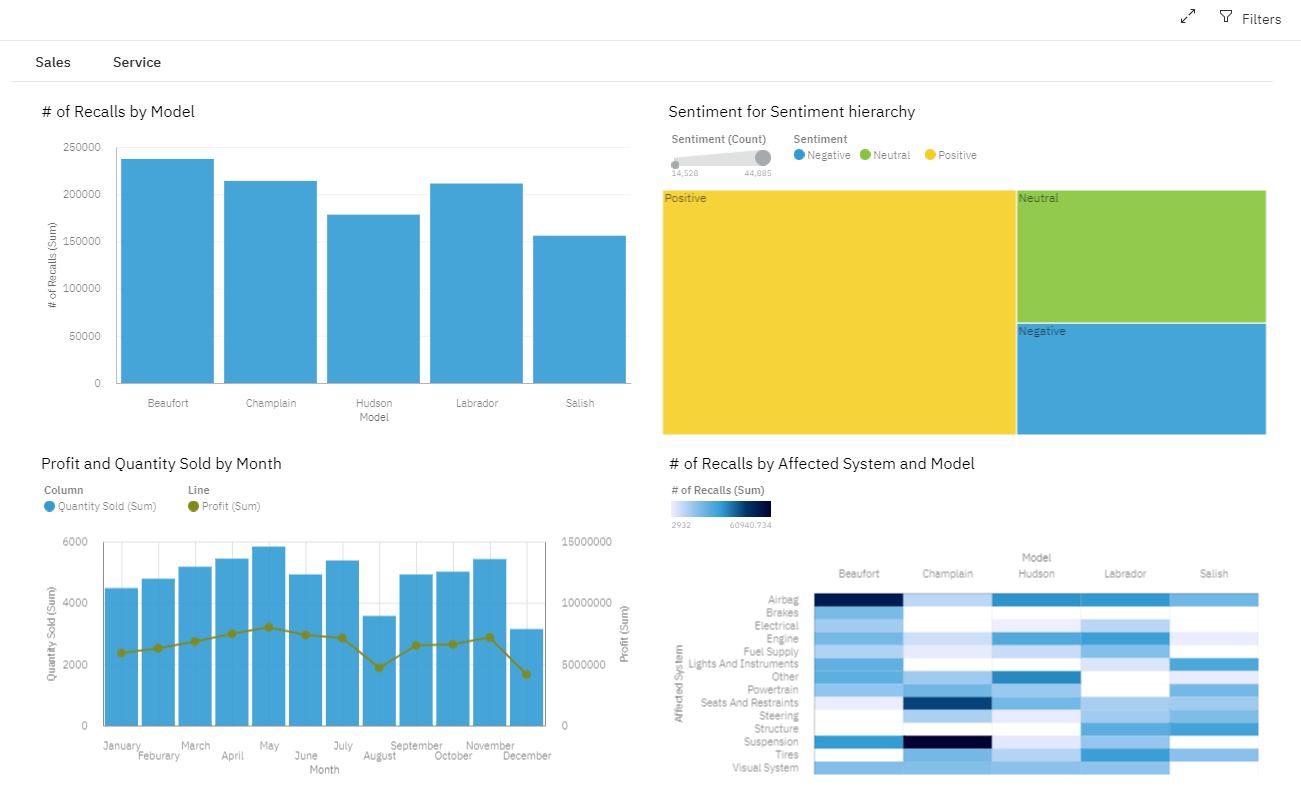 Filters
Sales Service
# of Recalls by Model
250000
200000
150000
100000
50000
0
# of Recalls (Sum)
Beaufort Champlain Hudson Labrador Salish
Model
Sentiment for Sentiment hierarchy
Sentiment (Count) Sentiment
Negative Neutral Positive
14,528 44,885
Positive
Neutral
Negative
Profit and Quantity Sold by Month
Column Line
Quantity Sold (Sum) Profit (Sum)
6000
4000
2000
0
Quantity Sold (Sum)
15000000
10000000
5000000
0
Profit (Sum)
January March May July September November
Feburary April June August October December
Month
# of Recalls by Affected System and Model
# of Recalls (Sum)
2932 60940.734
Model
Beaufort Champlain Hudson Labrador Salish
Affected System
Airbag
Brakes
Electrical
Engine
Fuel Supply
Lights And Instruments
Other
Powertrain
Seats And Restraints
Steering
Structure
Suspension
Tires
Visual System